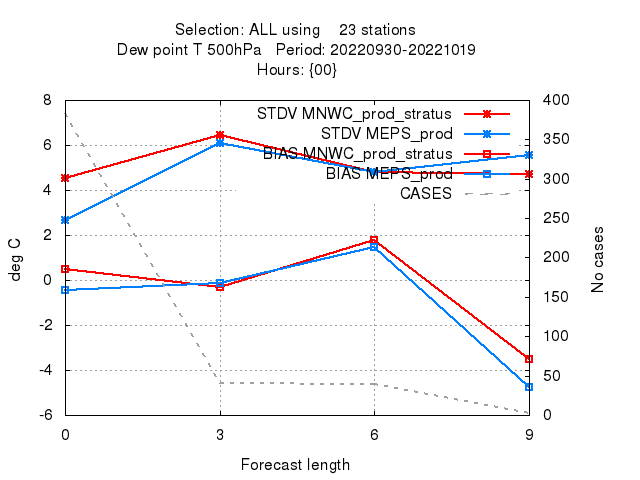 Selection: ALL using 23 stations
Dew point T 500hPa Period: 20220930-20221019
Hours: {00}
STDV MNWC_prod_stratus
STDV MEPS_prod
BIAS MNWC_prod_stratus
BIAS MEPS_prod
CASES
deg C
8
6
4
2
0
-2
-4
-6
No cases
400
350
300
250
200
150
100
50
0
0 3 6 9
Forecast length